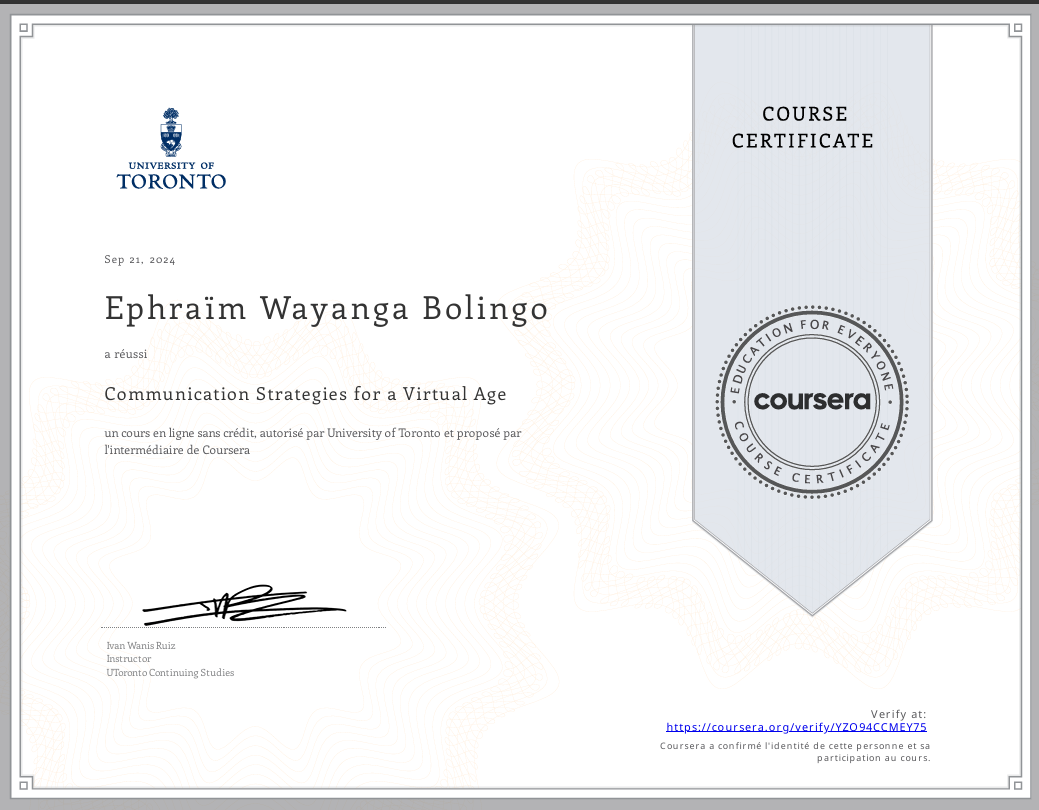 UNIVERSITY OF
TORONTO
COURSE
CERTIFICATE
Sep 21, 2024
Ephraïm Wayanga Bolingo
a réussi
Communication Strategies for a Virtual Age
un cours en ligne sans crédit, autorisé par University of Toronto et proposé par
l'intermédiaire de Coursera
EDUCATION FOR EVERYONE
coursera
COURSE CERTIFICATE
Ivan Wanis Ruiz
Instructor
UToronto Continuing Studies
Verify at:
https://coursera.org/verify/YZO94CCMEY75
Coursera a confirmé l'identité de cette personne et sa
participation au cours.